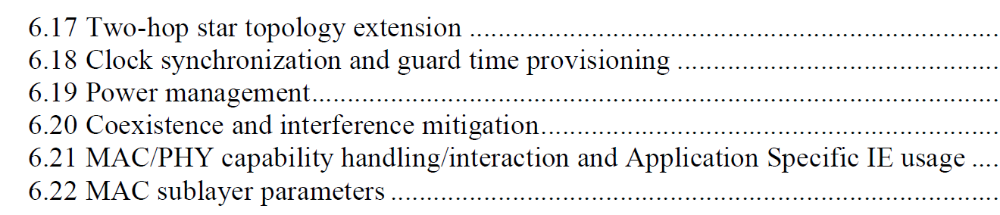 6.17 Two-hop star topology extension ..........................................................................
6.18 Clock synchronization and guard time provisioning .............................................
6.19 Power management................................................................................................
6.20 Coexistence and interference mitigation................................................................
6.21 MAC/PHY capability handling/interaction and Application Specific IE usage ....
6.22 MAC sublayer parameters .....................................................................................